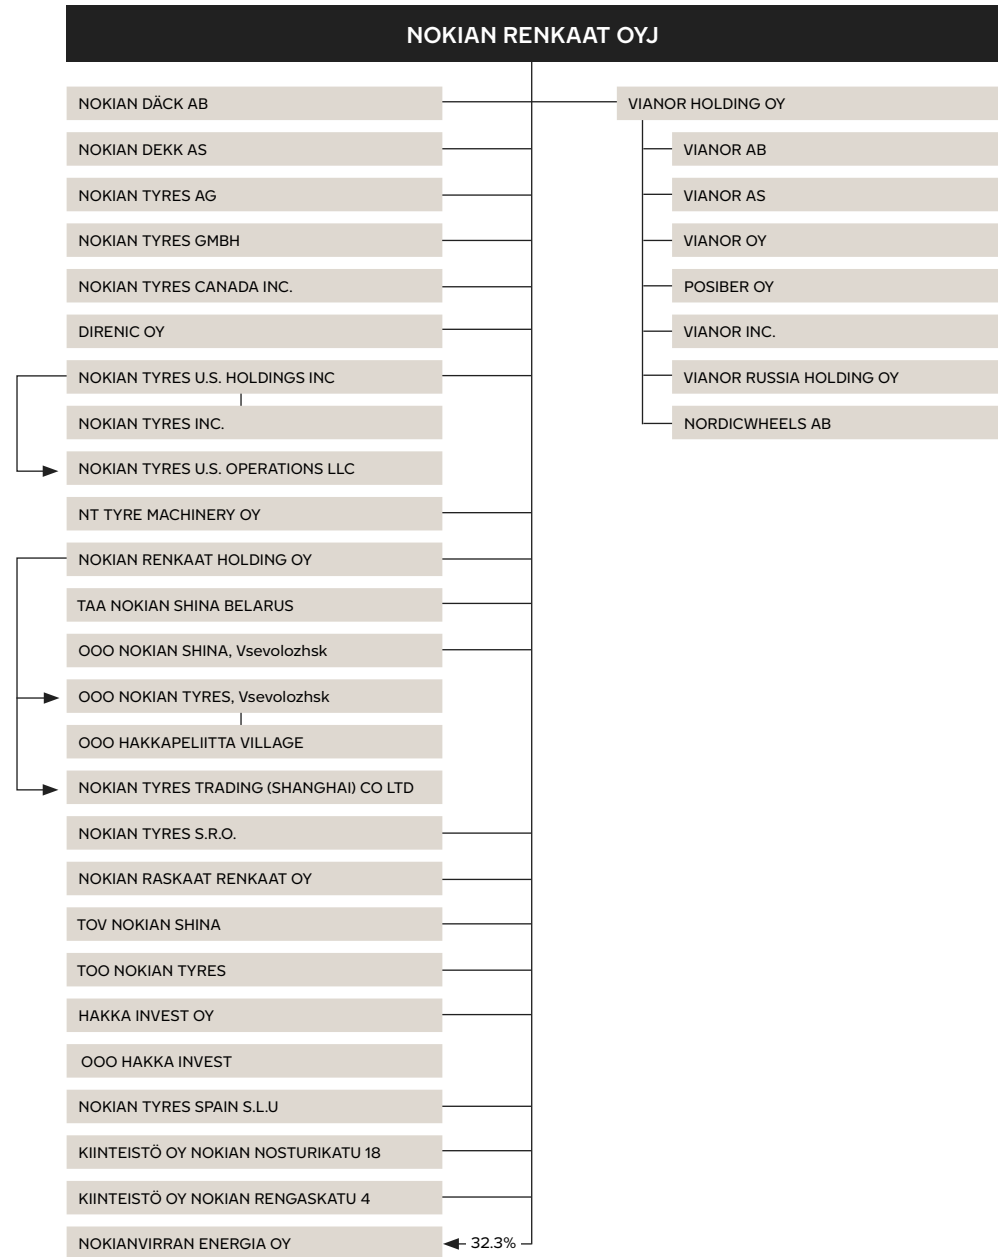 NOKIAN RENKAAT OYJ
NOKIAN DÄCK AB
NOKIAN DEKK AS
NOKIAN TYRES AG
NOKIAN TYRES GMBH
NOKIAN TYRES CANADA INC.
DIRENIC OY
NOKIAN TYRES U.S. HOLDINGS INC
NOKIAN TYRES INC.
NOKIAN TYRES U.S. OPERATIONS LLC
NT TYRE MACHINERY OY
NOKIAN RENKAAT HOLDING OY
TAA NOKIAN SHINA BELARUS
OOO NOKIAN SHINA, Vsevolozhsk
OOO NOKIAN TYRES, Vsevolozhsk
OOO HAKKAPELIITTA VILLAGE
NOKIAN TYRES TRADING (SHANGHAI) CO LTD
NOKIAN TYRES S.R.O.
NOKIAN RASKAAT RENKAAT OY
TOV NOKIAN SHINA
TOO NOKIAN TYRES
HAKKA INVEST OY
OOO HAKKA INVEST
NOKIAN TYRES SPAIN S.L.U
KIINTEISTÖ OY NOKIAN NOSTURIKATU 18
KIINTEISTÖ OY NOKIAN RENGASKATU 4
NOKIANVIRRAN ENERGIA OY
32.3%
VIANOR HOLDING OY
VIANOR AB
VIANOR AS
VIANOR OY
POSIBER OY
VIANOR INC.
VIANOR RUSSIA HOLDING OY
NORDICWHEELS AB